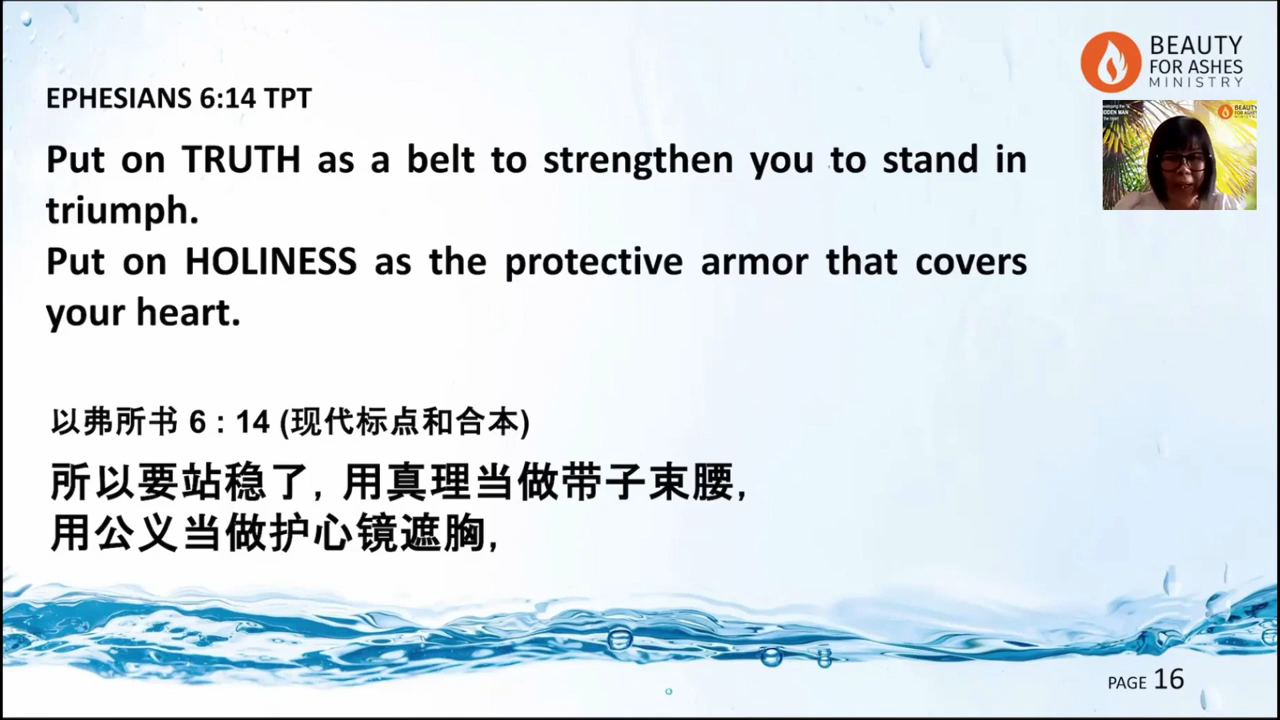 BEAUTY
FOR ASHES
MINISTRY
EPHESIANS 6:14 TPT
Put on TRUTH as a belt to strengthen you to stand in
triumph.
Put on HOLINESS as the protective armor that covers
your heart.
以弗所书 6 : 14 (现代标点和合本)
所以要站稳了, 用真理当做带子束腰,
用公义当做护心镜遮胸,
PAGE 16